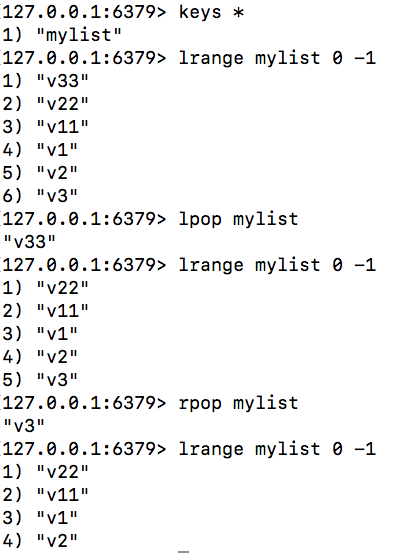 127.0.0.1:6379> keys *
1) "mylist"
127.0.0.1:6379> lrange mylist 0 -1
1) "v33"
2) "v22"
3) "v11"
4) "v1"
5) "v2"
6) "v3"
127.0.0.1:6379> lpop mylist
"v33"
127.0.0.1:6379> lrange mylist 0 -1
1) "v22"
2) "v11"
3) "v1"
4) "v2"
5) "v3"
127.0.0.1:6379> rpop mylist
"v3"
127.0.0.1:6379> lrange mylist 0 -1
1) "v22"
2) "v11"
3) "v1"
4) "v2"